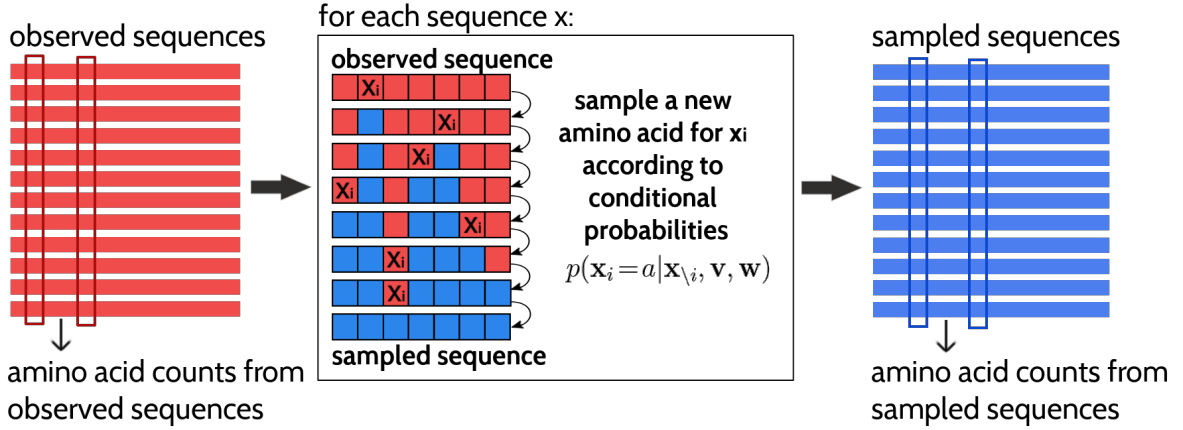 observed sequences
amino acid counts from
observed sequences
for each sequence x:
observed sequence
xi
xi
xi
xi
xi
xi
xi
sampled sequence
sample a new
amino acid for xi
according to
conditional
probabilities
p(x_i=a|x_{\i}, v, w)
sampled sequences
amino acid counts from
sampled sequences